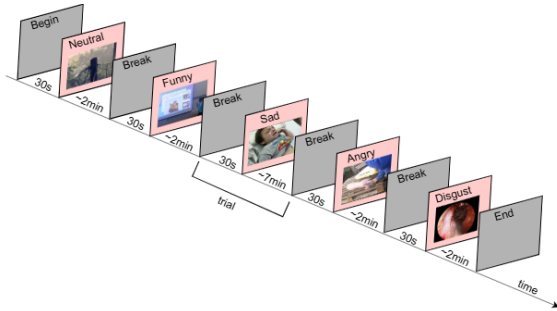 Begin
Neutral
Break
Funny
Break
Sad
Break
Angry
Break
Disgust
End
30s
~2min
30s
~2min
30s
~7min
30s
~2min
30s
~2min
trial
time